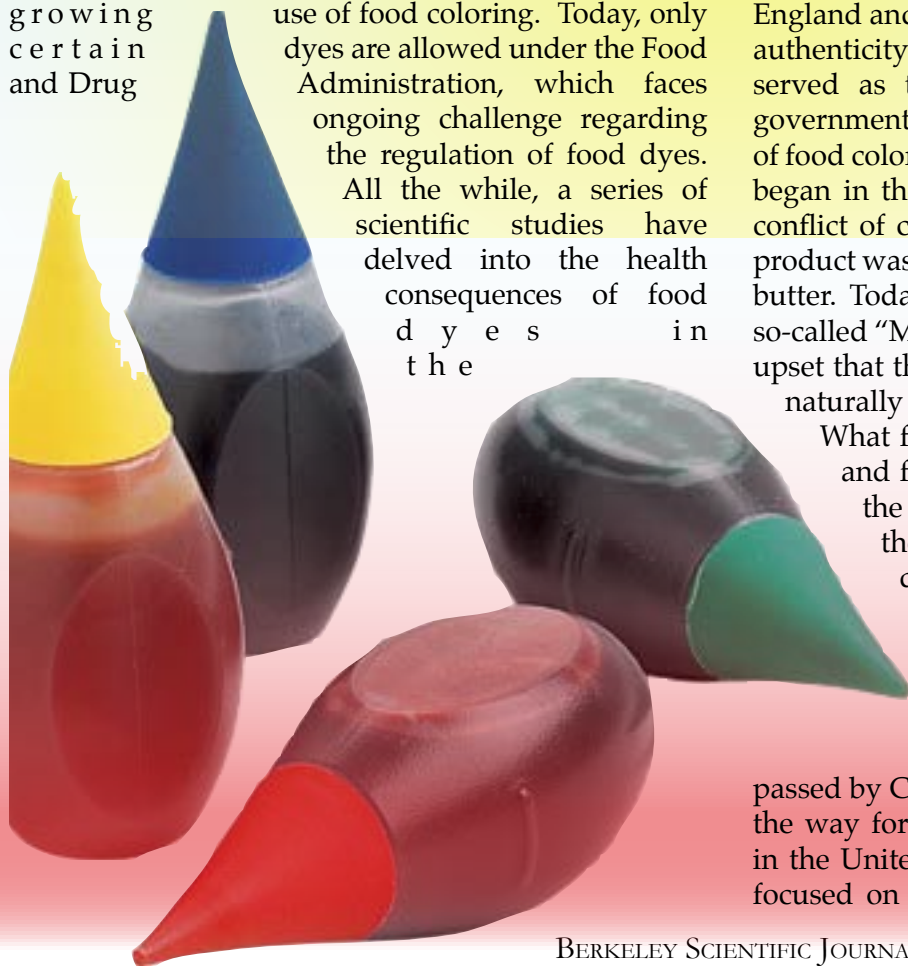 growing
certain
and Drug
use of food coloring. Today, only
dyes are allowed under the Food
Administration, which faces
ongoing challenge regarding
the regulation of food dyes.
All the while, a series of
scientific studies have
delved into the health
consequences of food
dyes in
the
England and
authenticity
served as
government
of food color
began in th
conflict of
product was
butter. Toda
so-called “M
upset that th
naturally
What f
and f
the
th
passed by C
the way for
in the Unite
focused on
BERKELEY SCIENTIFIC JOURNA